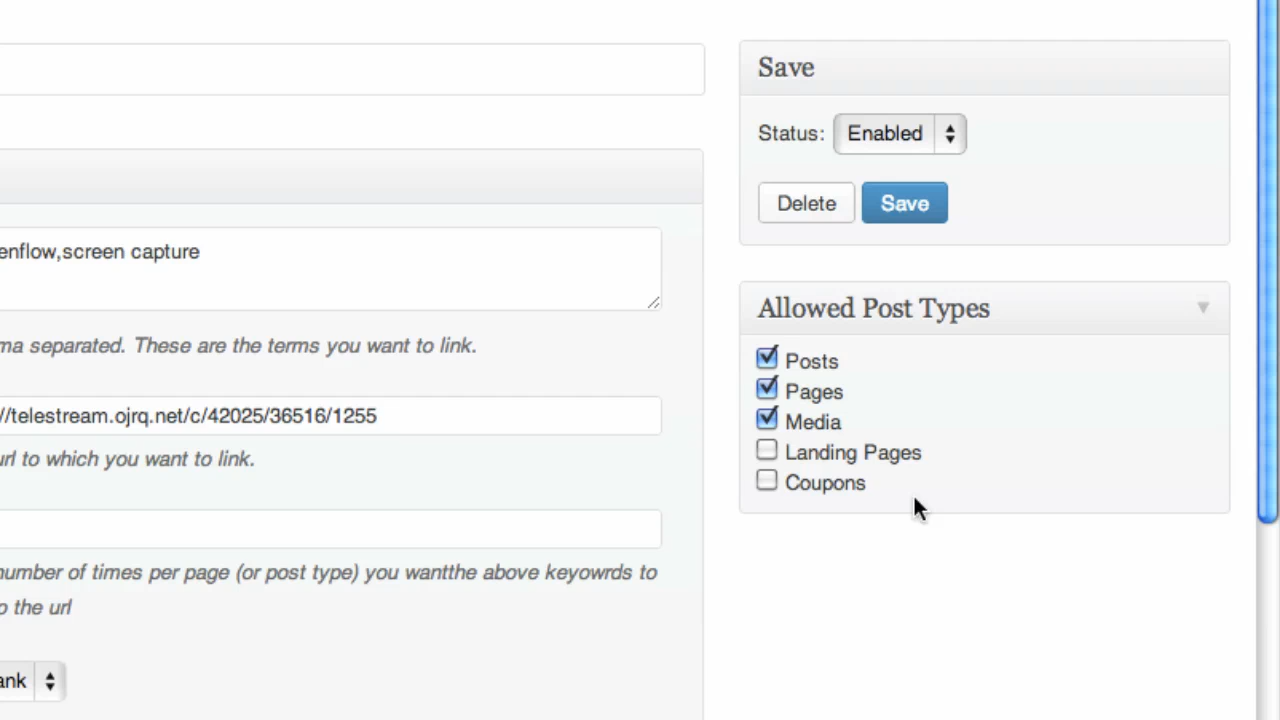 enflow,screen capture
ma separated. These are the terms you want to link.
//telestream.ojrq.net/c/42025/36516/1255
url to which you want to link.
number of times per page (or post type) you wantthe above keyowrds to
o the url
ank
Save
Status: Enabled
Delete Save
Allowed Post Types
Posts
Pages
Media
Landing Pages
Coupons